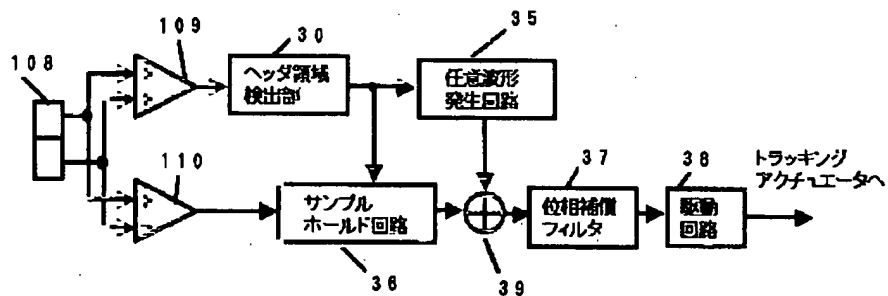 109
30
35
108
ヘッダ領域
検出部
任意波形
発生回路
トラッキング
アクチュエータへ
110
サンプル
ホールド回路
37
位相補償
フィルタ
38
駆動
回路
36
39